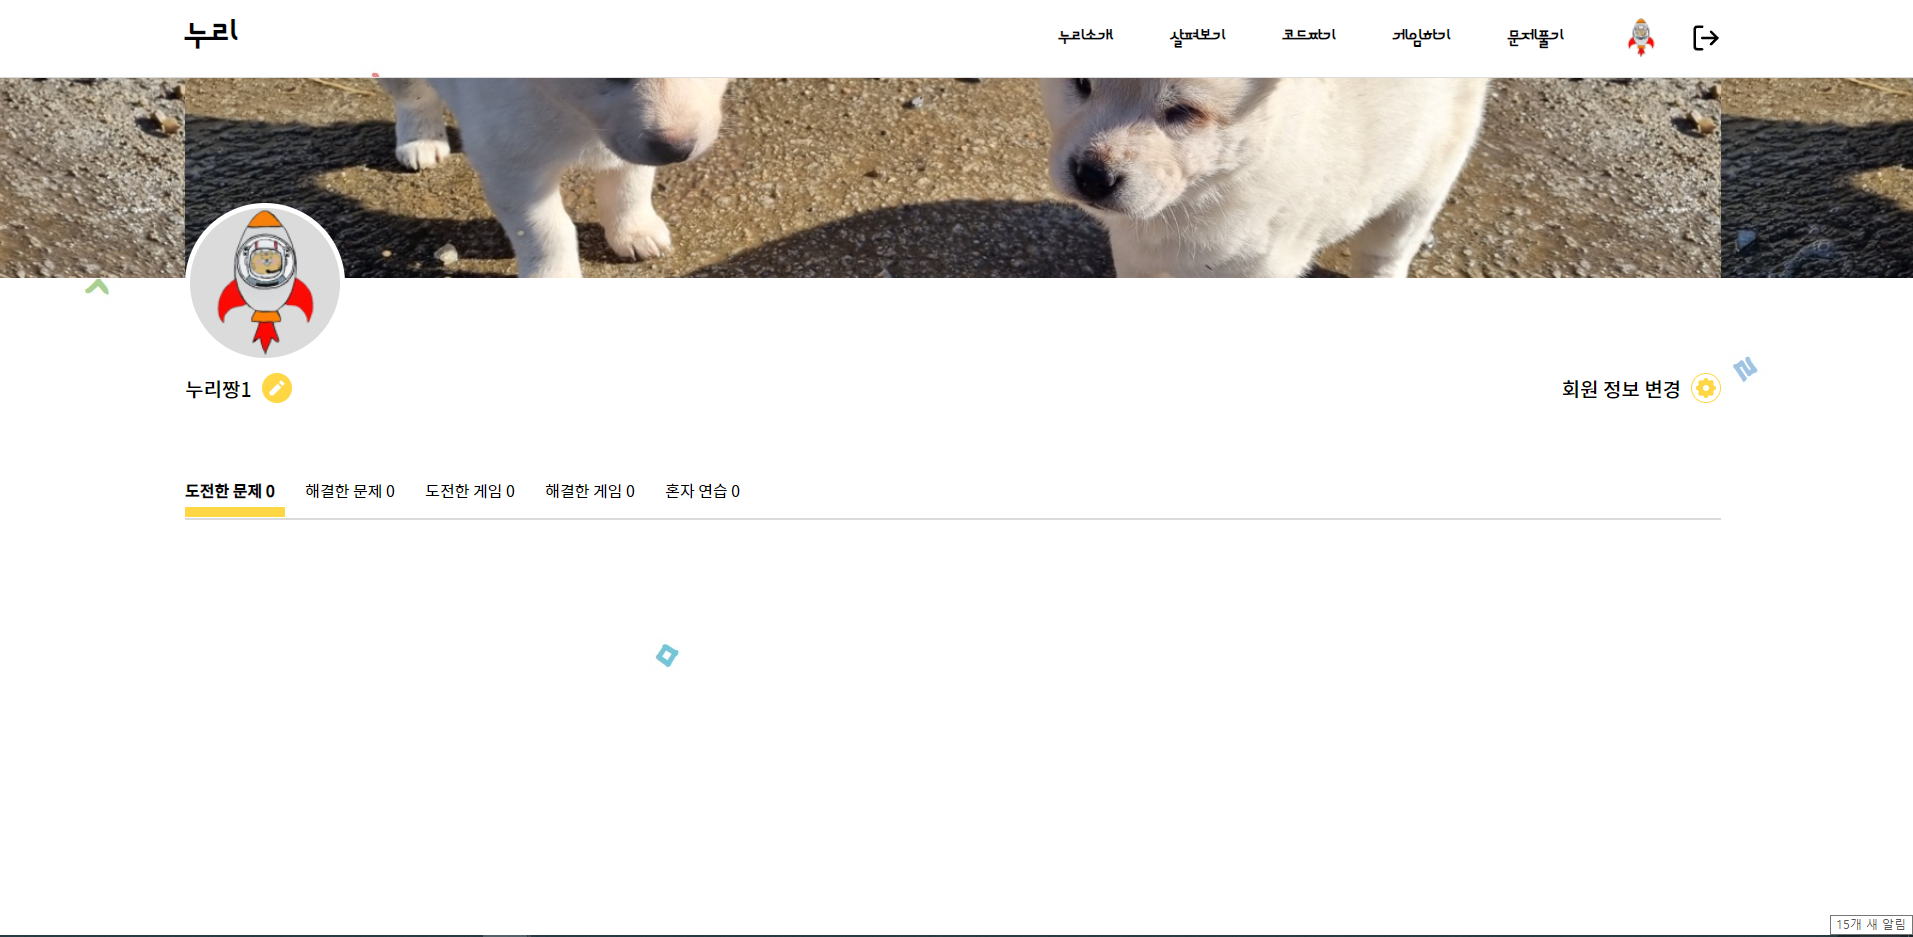 누리
누리소개 살펴보기 코드짜기 게임하기 문제풀기
누리짱1
회원 정보 변경
도전한 문제 0 해결한 문제 0 도전한 게임 0 해결한 게임 0 혼자 연습 0
15개 새 알림